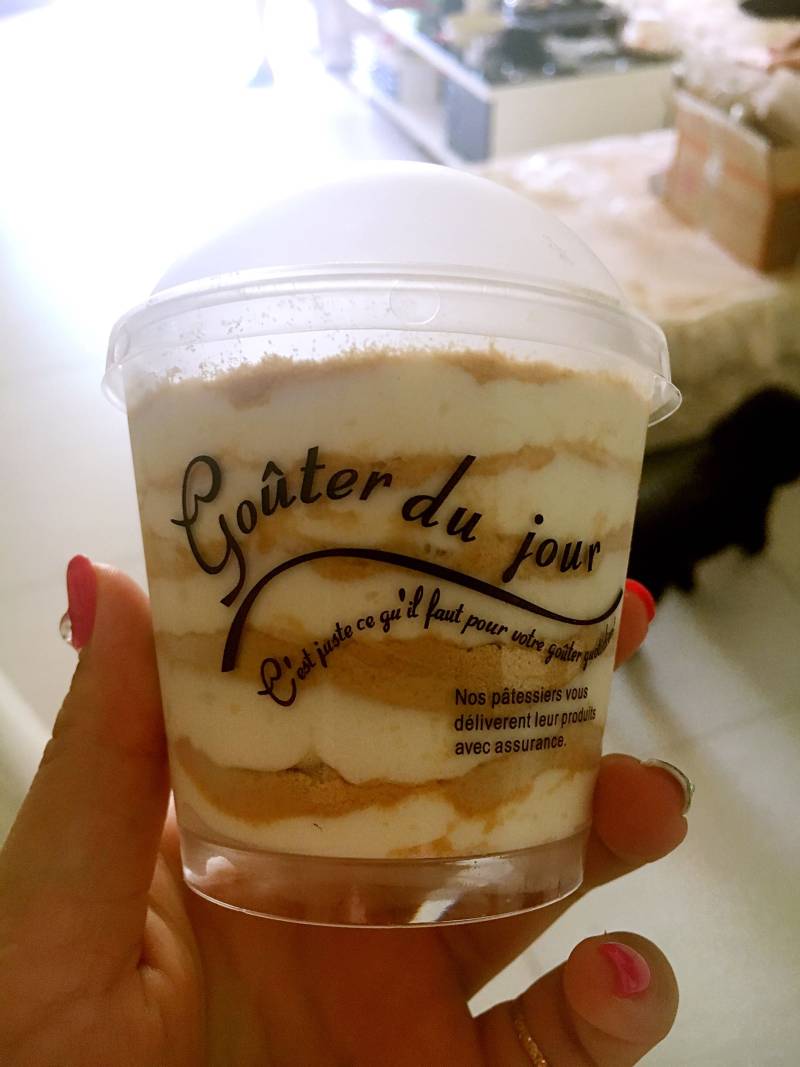 Goûter du jour
C'est juste ce qu'il faut pour votre goûter quotidien
Nos pâtessiers vous
déliverent leur produits
avec assurance.